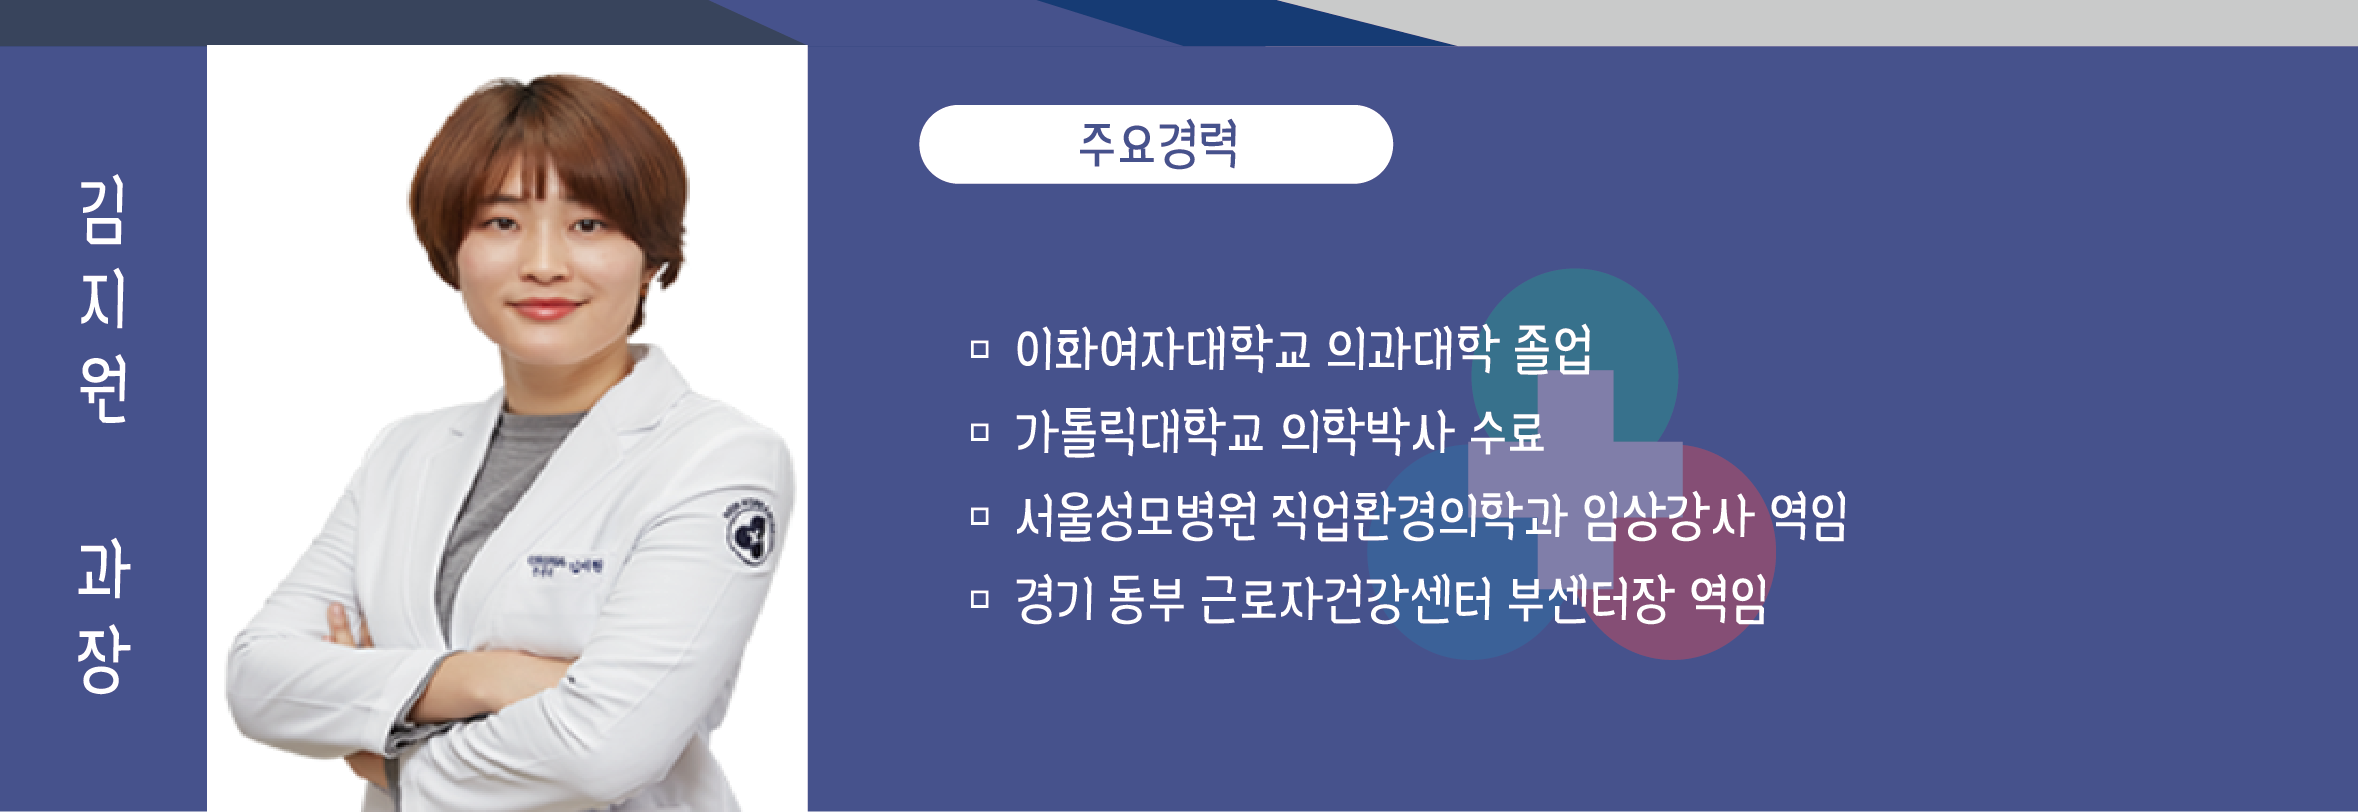 김지원 과장
주요경력
이화여자대학교 의과대학 졸업
가톨릭대학교 의학박사 수료
서울성모병원 직업환경의학과 임상강사 역임
경기 동부 근로자건강센터 부센터장 역임